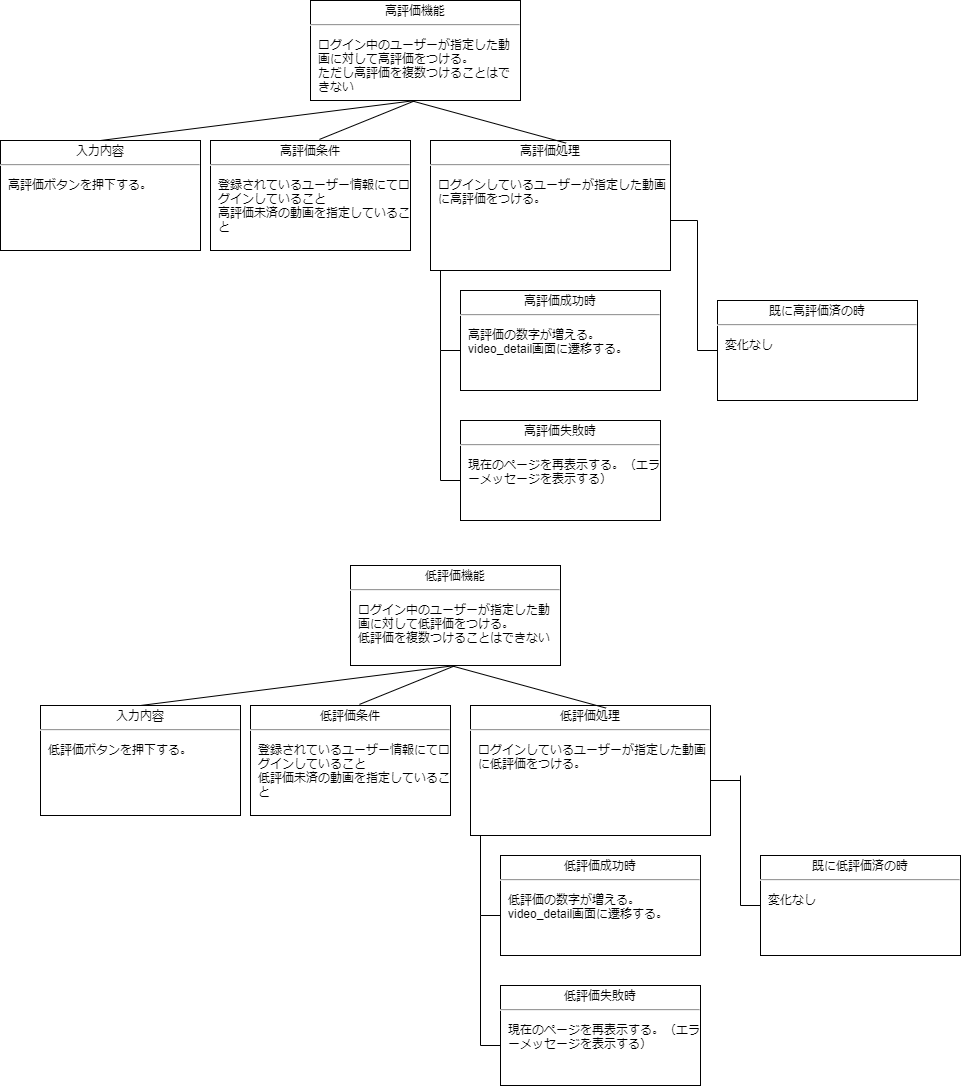 高評価機能
ログイン中のユーザーが指定した動
画に対して高評価をつける。
ただし高評価を複数つけることはで
きない
入力内容
高評価ボタンを押下する。
高評価条件
登録されているユーザー情報にてロ
グインしていること
高評価未済の動画を指定しているこ
と
高評価処理
ログインしているユーザーが指定した動画
に高評価をつける。
高評価成功時
高評価の数字が増える。
video_detail画面に遷移する。
既に高評価済の時
変化なし
高評価失敗時
現在のページを再表示する。（エラ
ーメッセージを表示する）
低評価機能
ログイン中のユーザーが指定した動
画に対して低評価をつける。
低評価を複数つけることはできない
入力内容
低評価ボタンを押下する。
低評価条件
登録されているユーザー情報にてロ
グインしていること
低評価未済の動画を指定しているこ
と
低評価処理
ログインしているユーザーが指定した動画
に低評価をつける。
低評価成功時
低評価の数字が増える。
video_detail画面に遷移する。
既に低評価済の時
変化なし
低評価失敗時
現在のページを再表示する。（エラ
ーメッセージを表示する）